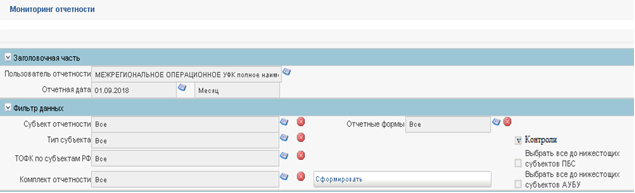 Мониторинг отчетности
Заголовочная часть
Пользователь отчетности МЕЖРЕГИОНАЛЬНОЕ ОПЕРАЦИОННОЕ УФК полное наим
Отчетная дата 01.09.2018 Месяц
Фильтр данных
Субъект отчетности Все Отчетные формы Все
Тип субъекта Все Контроли
ТОФК по субъектам РФ Все Выбрать все до нижестоящих субъектов ПБС
Комплект отчетности Все Сформировать Выбрать все до нижестоящих субъектов АУБУ